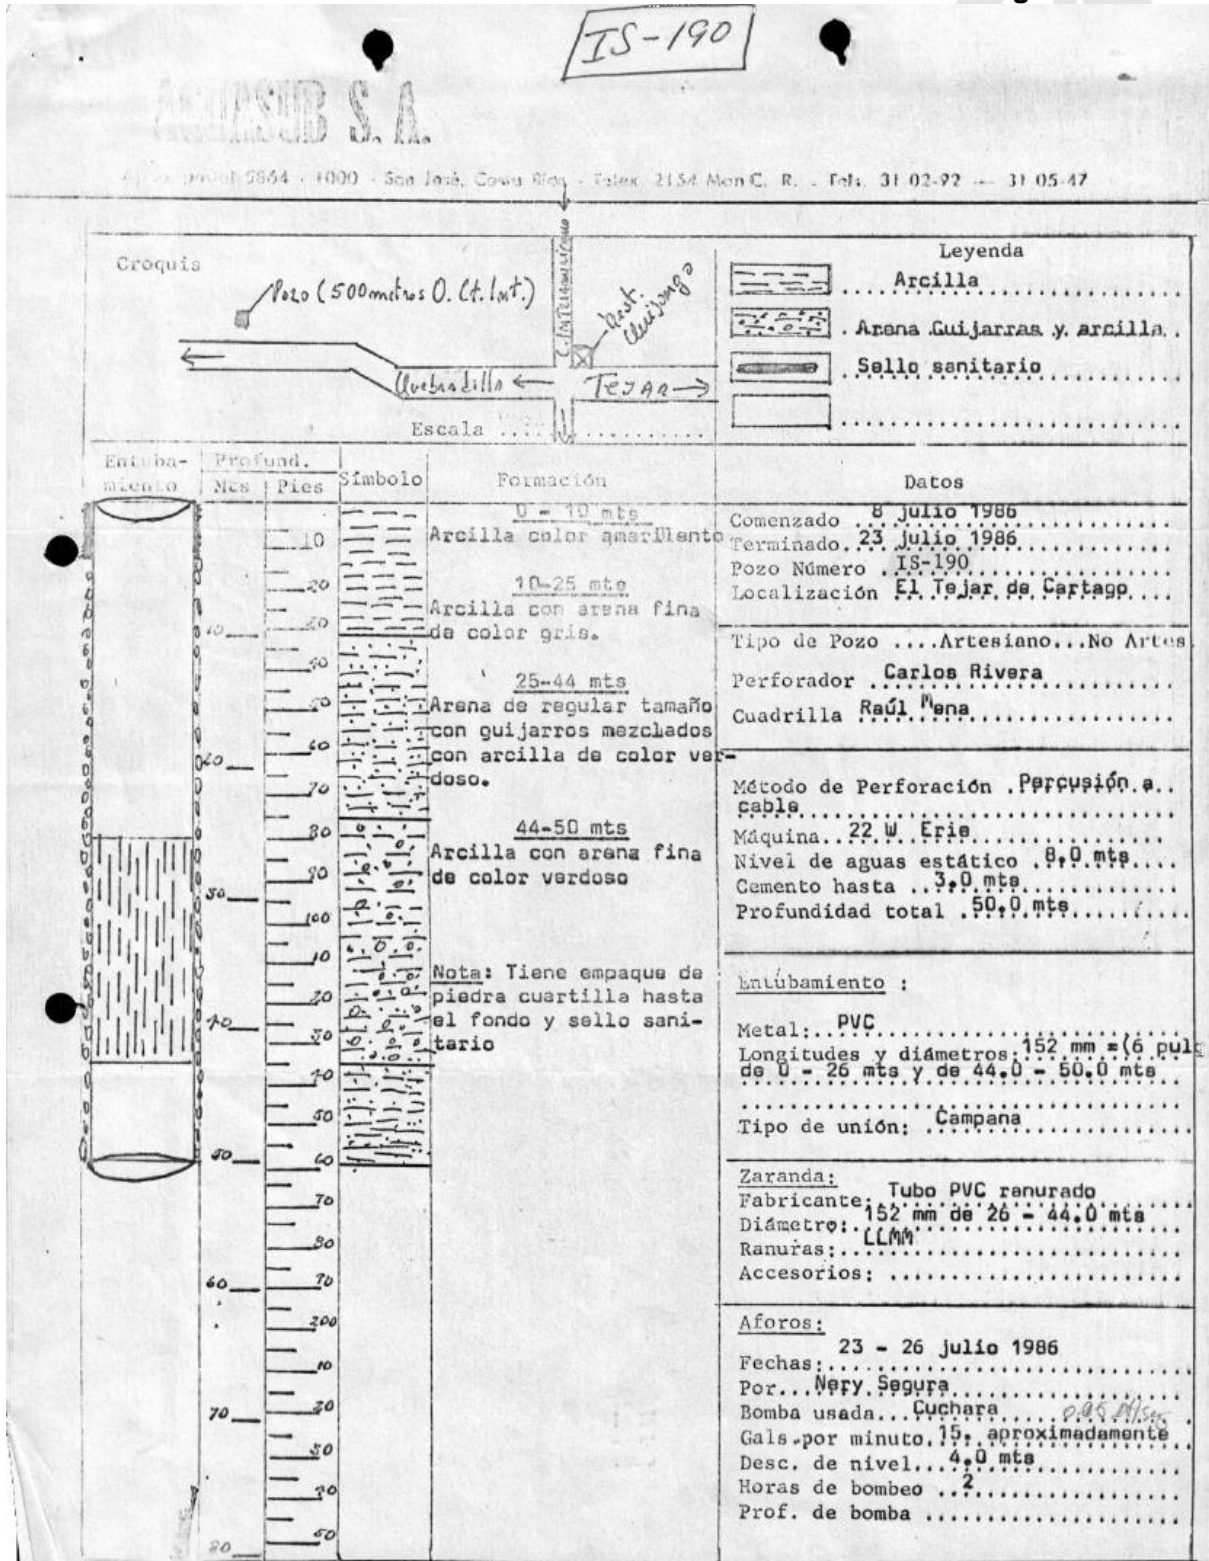 IS-190
S. A.
5864 - 1000 - San José, Costa Rica - Telex. 2154 Mon C. R. - Tels. 31-02-92 — 31-05-47
Croquis
Pozo (500 metros O. Ct. Int.)
C. Interamericana
Quebradilla
TEJAR
Escala
Leyenda
Arcilla
Arena Guijarras y arcilla
Sello sanitario
Entuba-
miento
Profund.
Mts Pies
Símbolo
Formación
0 - 10 mts
Arcilla color amarillento
10-25 mts
Arcilla con arena fina
de color gris.
25-44 mts
Arena de regular tamaño
con guijarros mezclados
con arcilla de color ver-
doso.
44-50 mts
Arcilla con arena fina
de color verdoso
Nota: Tiene empaque de
piedra cuartilla hasta
el fondo y sello sani-
tario
Datos
Comenzado 8 julio 1986
Terminado 23 julio 1986
Pozo Número IS-190
Localización El Tejar de Cartago
Tipo de Pozo ....Artesiano...No Artes
Perforador Carlos Rivera
Cuadrilla Raúl Mena
Método de Perforación Percusión a
cable
Máquina 22 W Erie
Nivel de aguas estático 8,0 mts
Cemento hasta 3,0 mts
Profundidad total 50,0 mts
Entubamiento :
Metal: PVC
Longitudes y diámetros: 152 mm =(6 pulg
de 0 - 26 mts y de 44.0 - 50.0 mts
Tipo de unión: Campana
Zaranda:
Fabricante: Tubo PVC ranurado
Diámetro: 152 mm de 26 - 44.0 mts
Ranuras: LLMM
Accesorios:
Aforos:
Fechas: 23 - 26 julio 1986
Por... Nery Segura
Bomba usada... Cuchara
Gals.por minuto 15. aproximadamente
Desc. de nivel... 4,0 mts
Horas de bombeo 2
Prof. de bomba